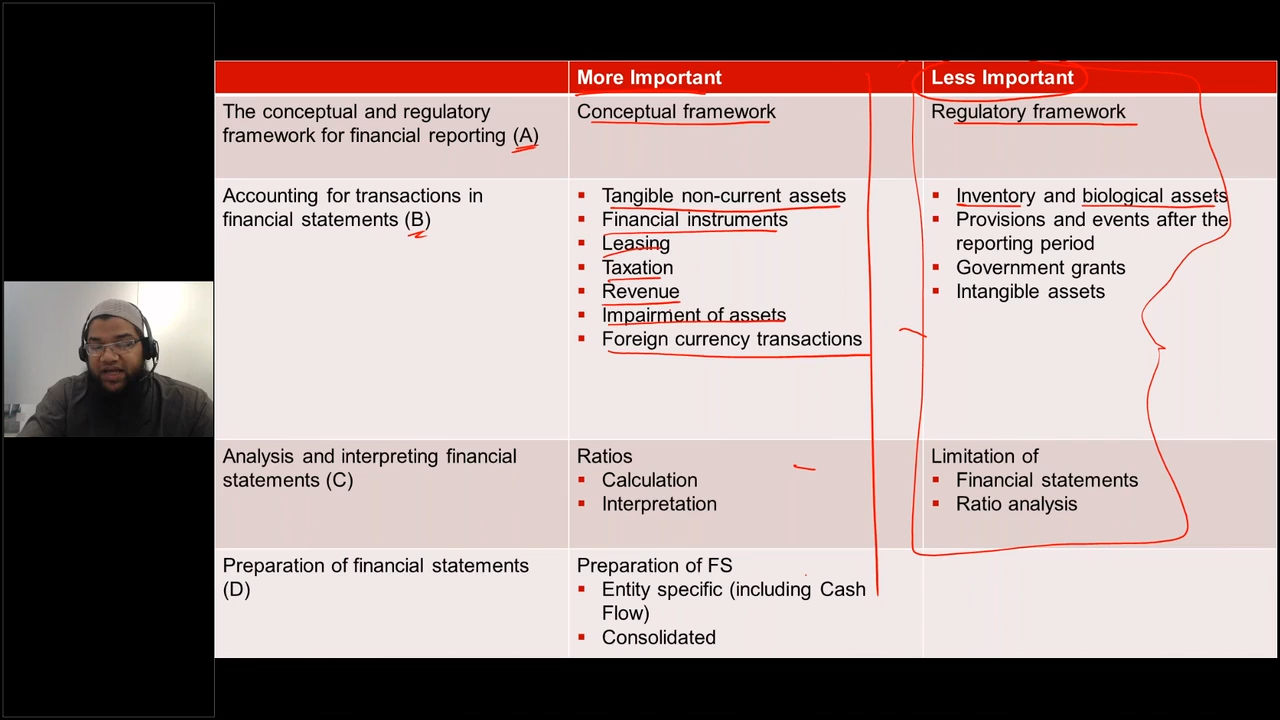 More Important
Less Important
The conceptual and regulatory
framework for financial reporting (A)
Conceptual framework
Regulatory framework
Accounting for transactions in
financial statements (B)
▪ Tangible non-current assets
▪ Financial instruments
▪ Leasing
▪ Taxation
▪ Revenue
▪ Impairment of assets
▪ Foreign currency transactions
▪ Inventory and biological assets
▪ Provisions and events after the
reporting period
▪ Government grants
▪ Intangible assets
Analysis and interpreting financial
statements (C)
Ratios
▪ Calculation
▪ Interpretation
Limitation of
▪ Financial statements
▪ Ratio analysis
Preparation of financial statements
(D)
Preparation of FS
▪ Entity specific (including Cash
Flow)
▪ Consolidated